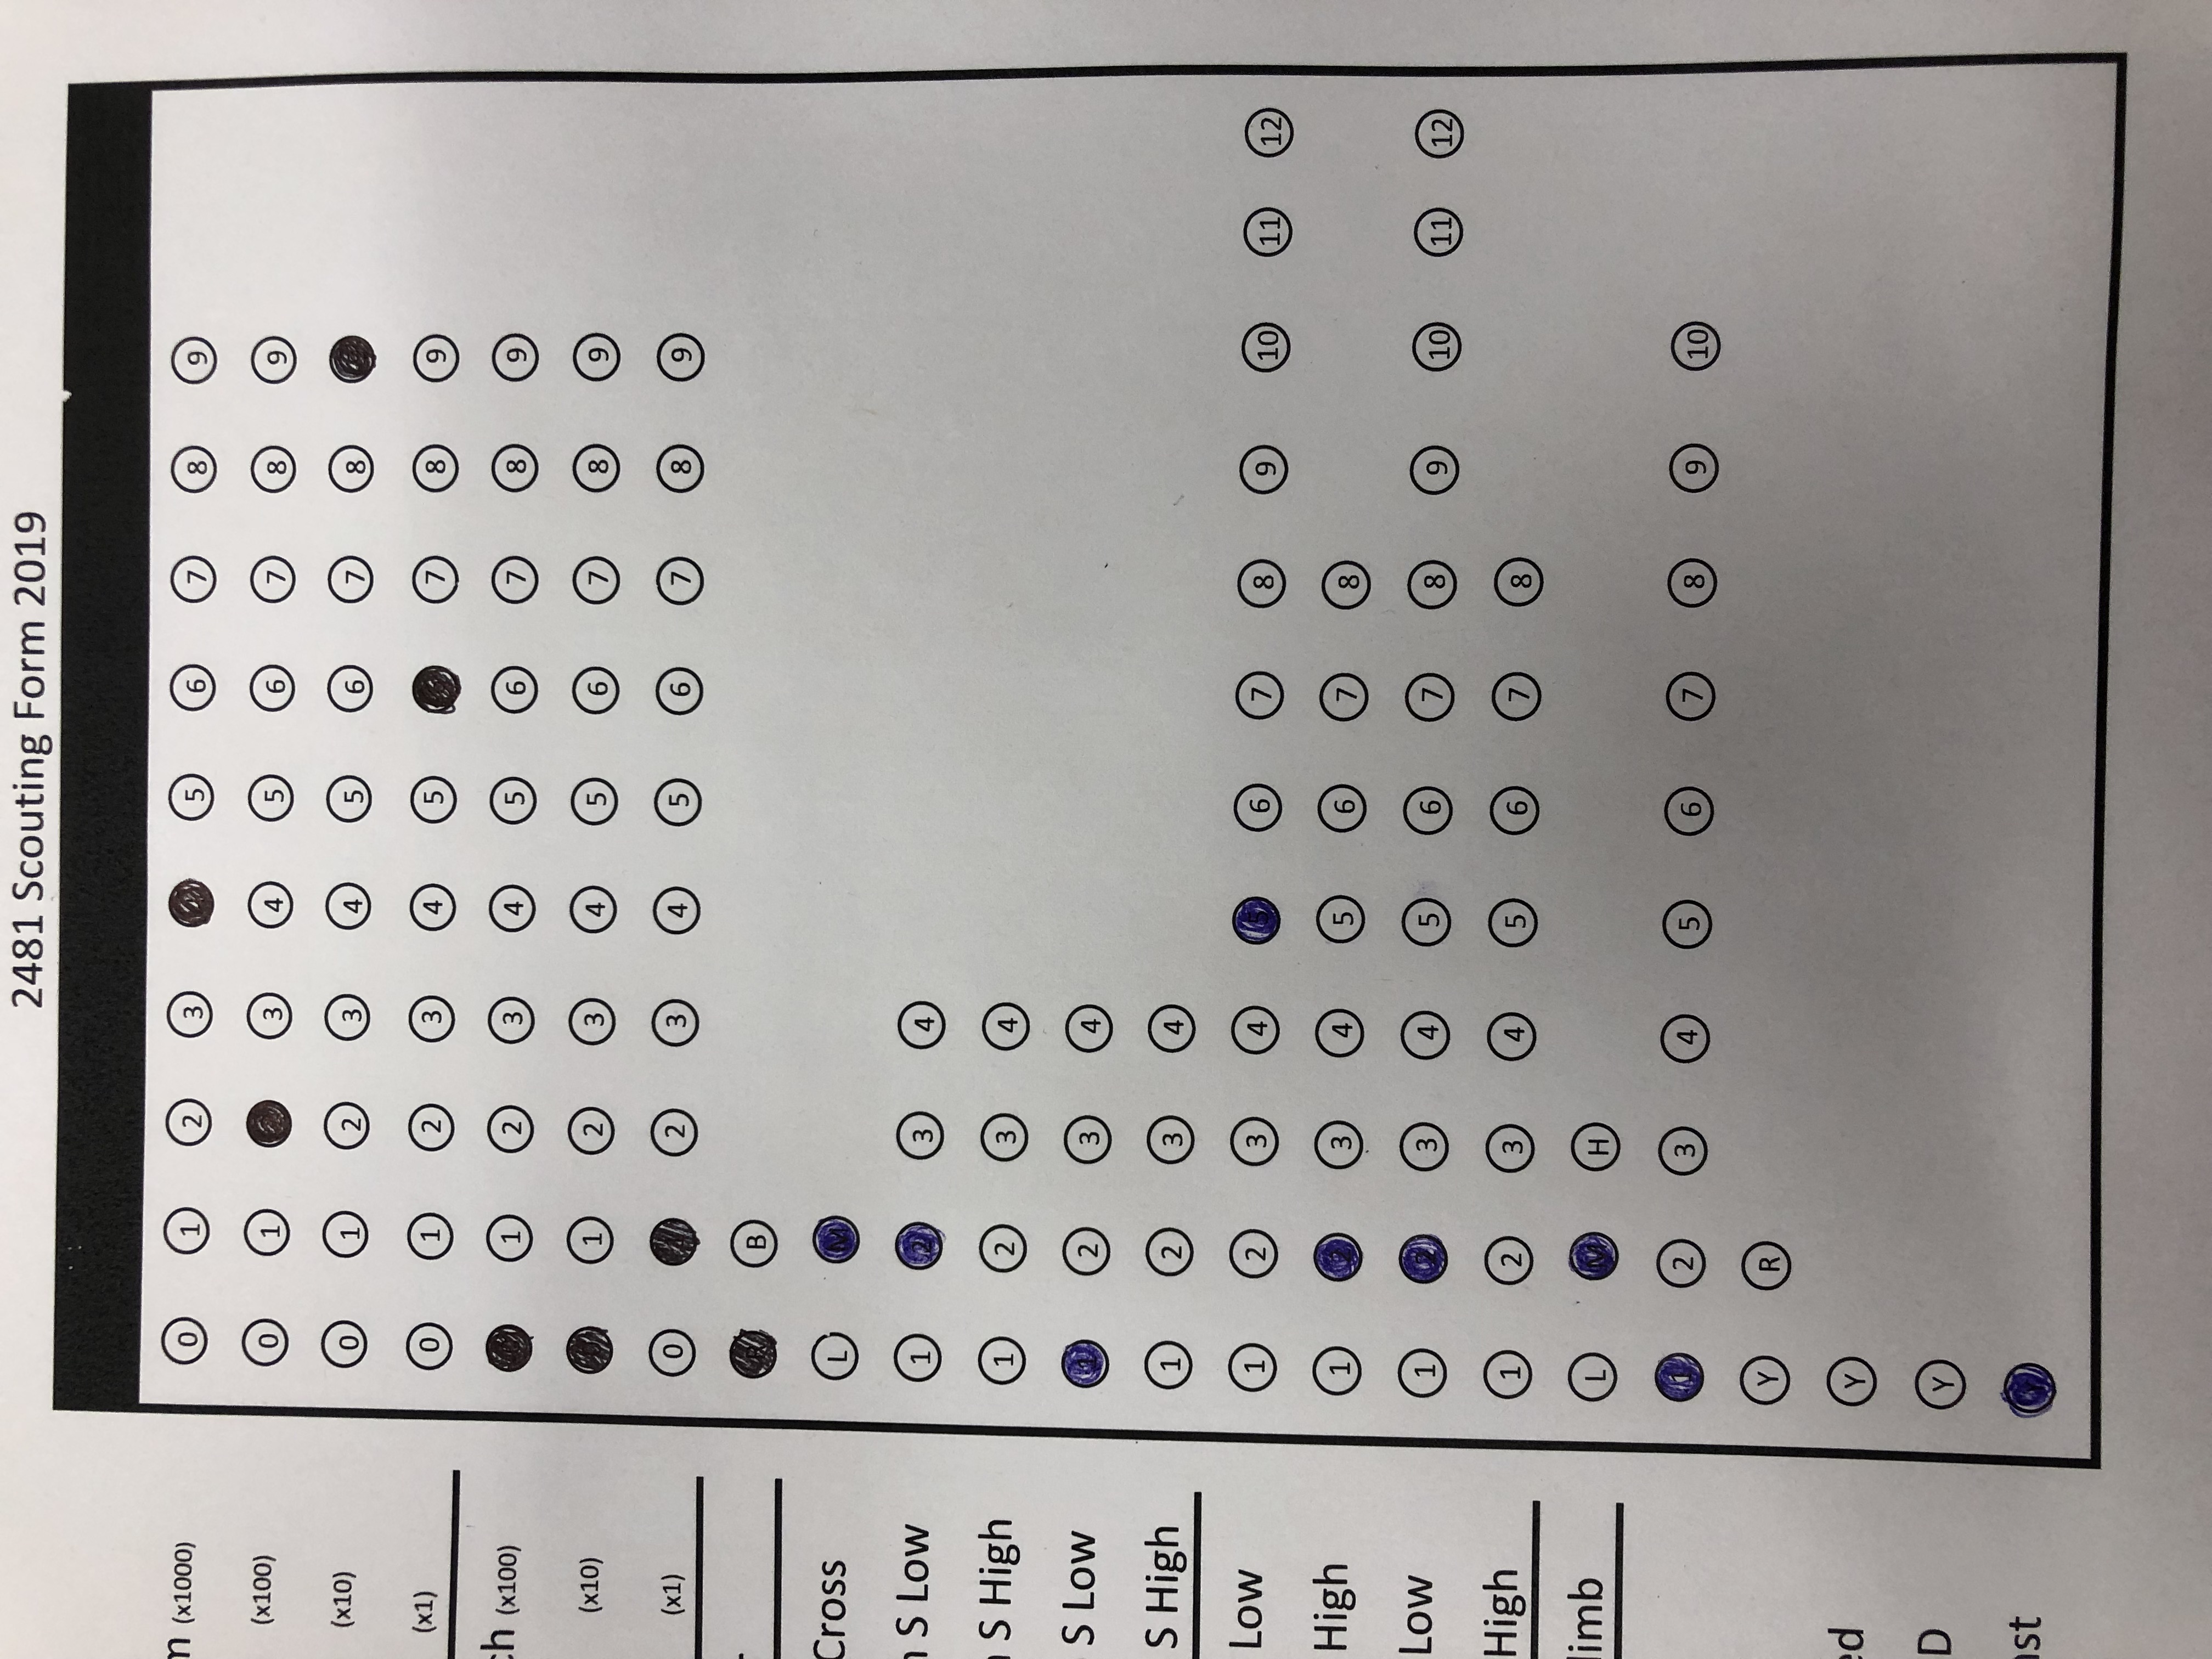 2481 Scouting Form 2019
m (x1000) 0 1 2 3 4 5 6 7 8 9
(x100) 0 1 2 3 4 5 6 7 8 9
(x10) 0 1 2 3 4 5 6 7 8
(x1) 0 1 2 3 4 5 7 8 9
ch (x100) 1 2 3 4 5 6 7 8 9
(x10) 1 2 3 4 5 6 7 8 9
(x1) 0 1 2 3 4 5 6 7 8 9
R B
Cross L M
S Low 1 2 3 4
S High 1 2 3 4
S Low 1 2 3 4
S High 1 2 3 4
Low 1 2 3 4 5 6 7 8 9 10 11 12
High 1 2 3 4 5 6 7 8
Low 1 2 3 4 5 6 7 8 9 10 11 12
High 1 2 3 4 5 6 7 8
limb L M H
1 2 3 4 5 6 7 8 9 10
Y R
ed Y
D Y
st Y